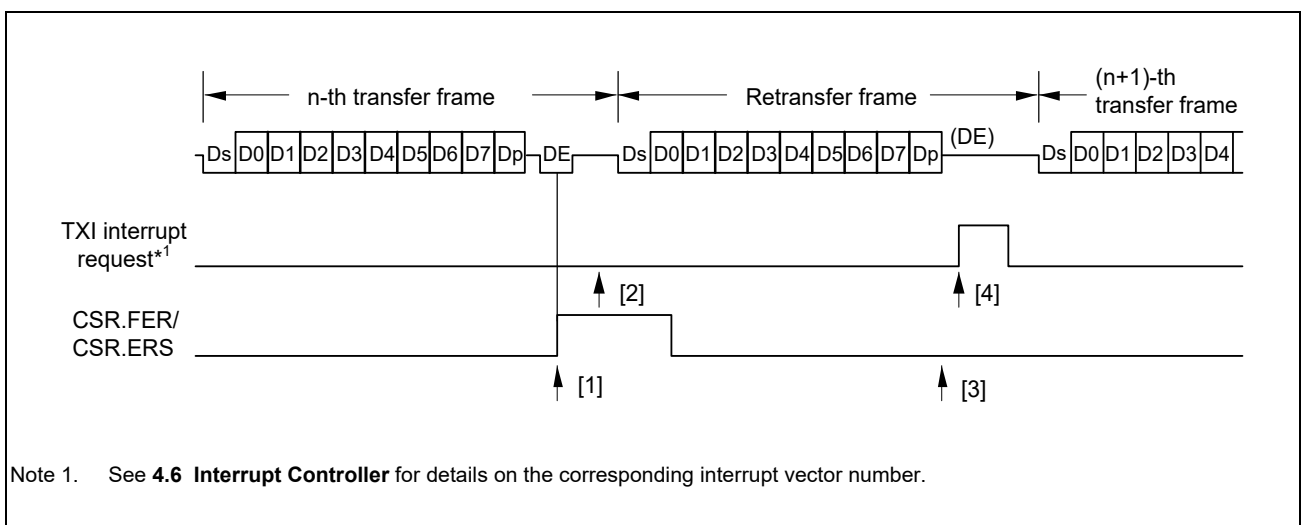 n-th transfer frame
Retransfer frame
(n+1)-th
transfer frame
Ds D0 D1 D2 D3 D4 D5 D6 D7 Dp DE Ds D0 D1 D2 D3 D4 D5 D6 D7 Dp (DE) Ds D0 D1 D2 D3 D4
TXI interrupt
request*1
[2]
[4]
CSR.FER/
CSR.ERS
[1]
[3]
Note 1. See 4.6 Interrupt Controller for details on the corresponding interrupt vector number.